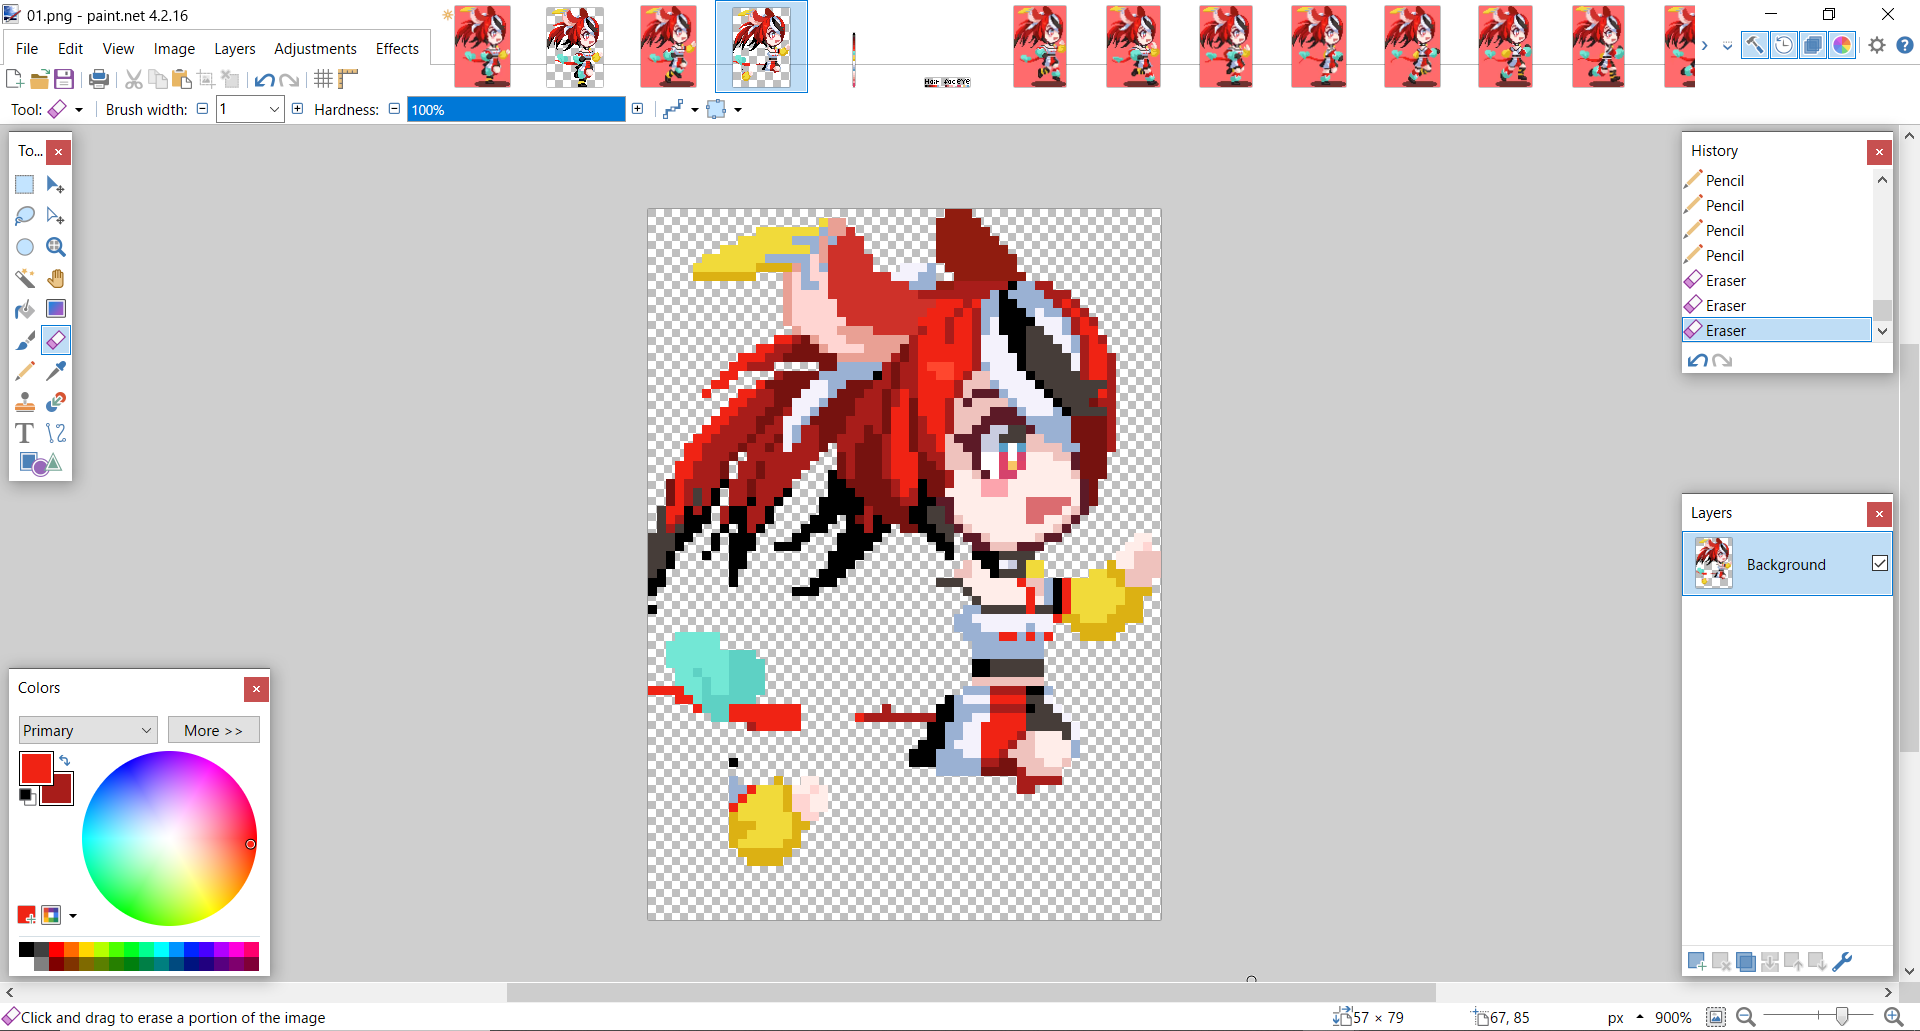 01.png - paint.net 4.2.16
File Edit View Image Layers Adjustments Effects
Tool: Brush width: 1 Hardness: 100%
To...
History
Pencil
Pencil
Pencil
Pencil
Eraser
Eraser
Eraser
Layers
Background
Colors
Primary
More >>
Click and drag to erase a portion of the image
57 × 79
67, 85
px
900%